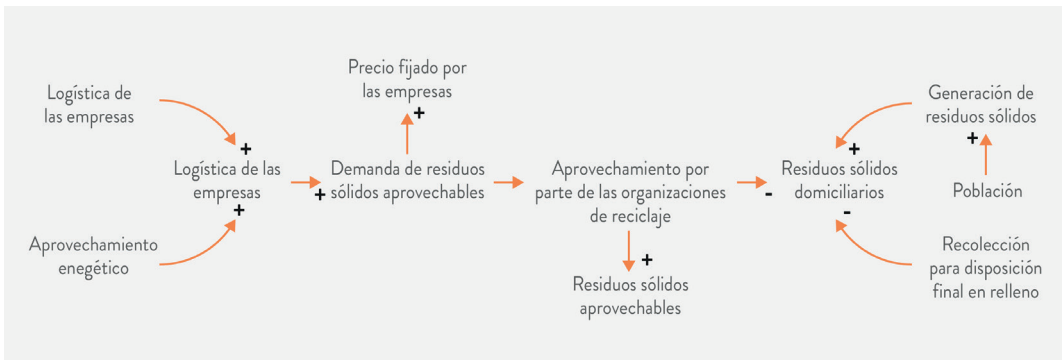 Logística de
las empresas
Logística de las
empresas
+
+
Aprovechamiento
enegético
Precio fijado por
las empresas
+
Demanda de residuos
sólidos aprovechables
+
Aprovechamiento por
parte de las organizaciones
de reciclaje
+
Residuos sólidos
aprovechables
Generación de
residuos sólidos
+
+
Residuos sólidos
domiciliarios
-
-
Población
Recolección
para disposición
final en relleno